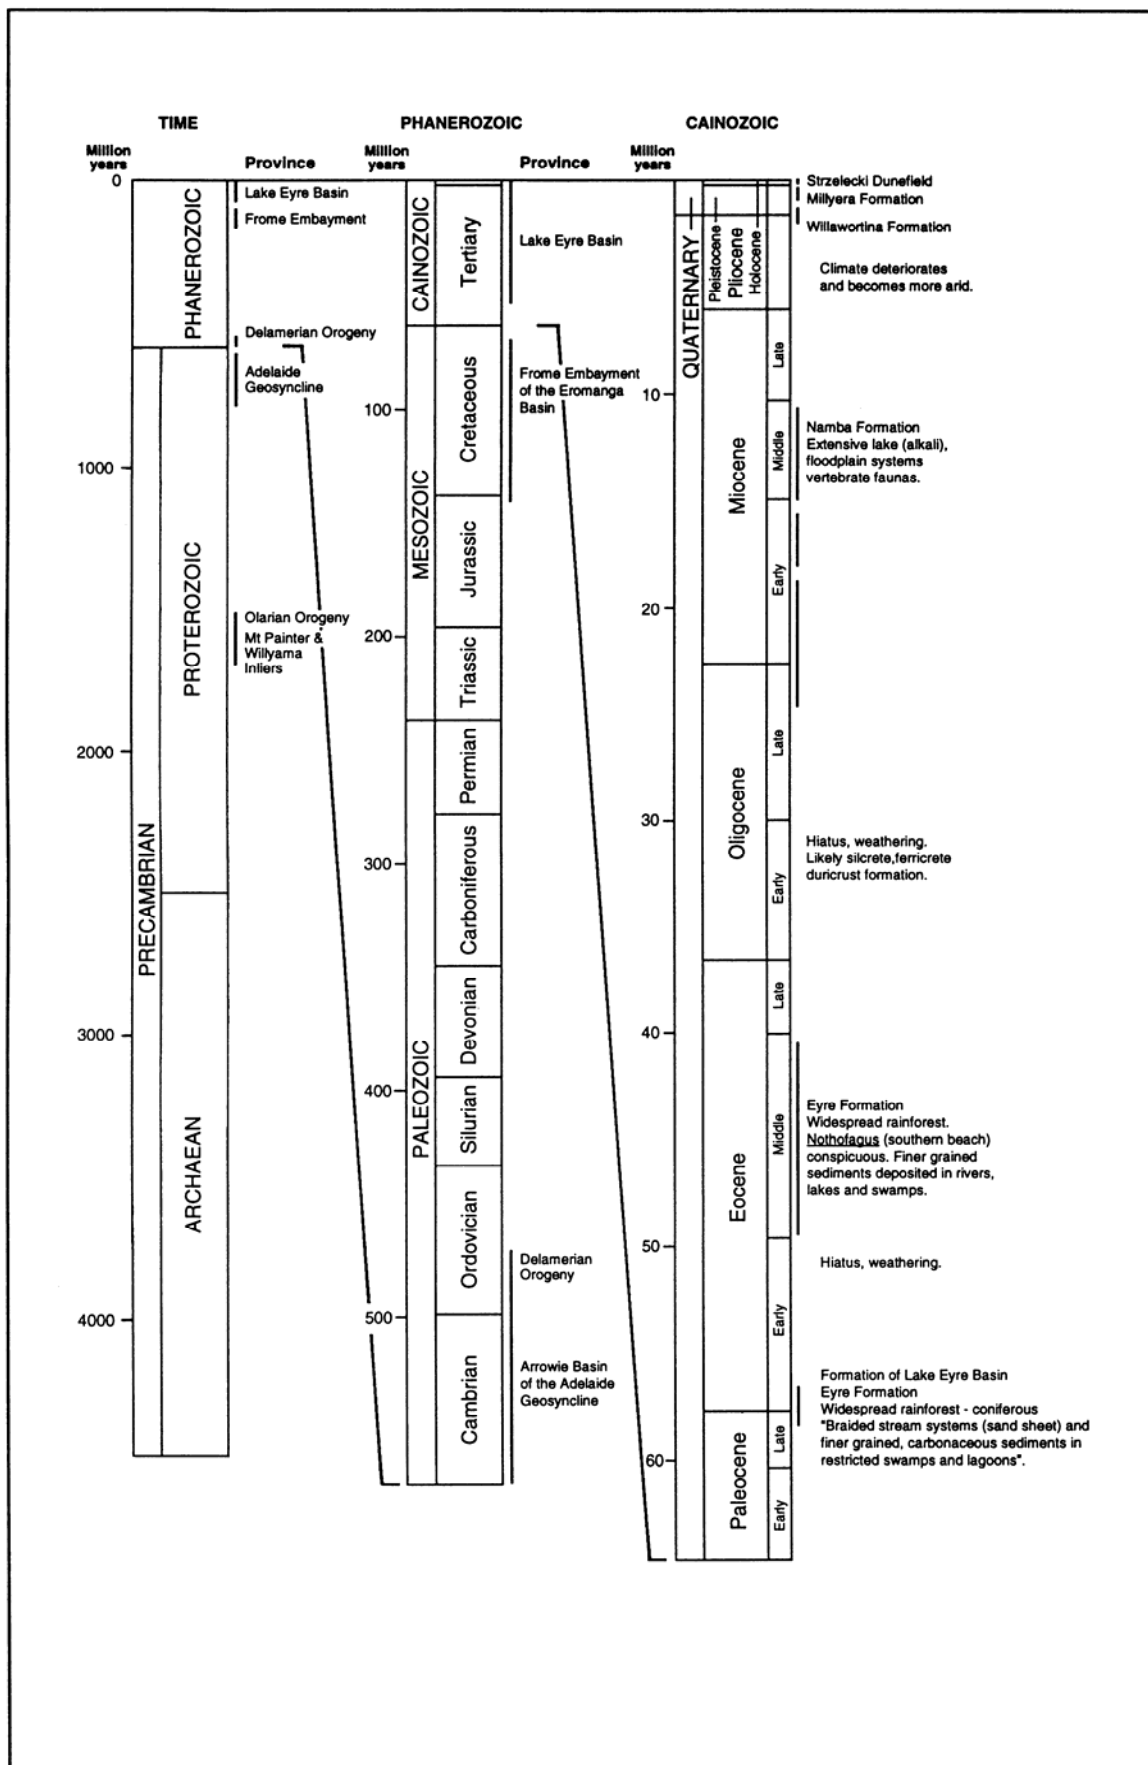 TIME
Million
years
Province
0
1000
2000
3000
4000
PRECAMBRIAN
PHANEROZOIC
PROTEROZOIC
ARCHAEAN
Lake Eyre Basin
Frome Embayment
Delamerian Orogeny
Adelaide
Geosyncline
Olarian Orogeny
Mt Painter &
Willyama
Inliers
PHANEROZOIC
Million
years
Province
100
200
300
400
500
CAINOZOIC
MESOZOIC
PALEOZOIC
Tertiary
Cretaceous
Jurassic
Triassic
Permian
Carboniferous
Devonian
Silurian
Ordovician
Cambrian
Lake Eyre Basin
Frome Embayment
of the Eromanga
Basin
Delamerian
Orogeny
Arrowie Basin
of the Adelaide
Geosyncline
CAINOZOIC
Million
years
10
20
30
40
50
60
QUATERNARY
Pleistocene
Pliocene
Holocene
Miocene
Oligocene
Eocene
Paleocene
Late
Middle
Early
Late
Early
Late
Middle
Early
Late
Early
Strzelecki Dunefield
Millyera Formation
Willawortina Formation
Climate deteriorates
and becomes more arid.
Namba Formation
Extensive lake (alkali),
floodplain systems
vertebrate faunas.
Hiatus, weathering.
Likely silcrete,ferricrete
duricrust formation.
Eyre Formation
Widespread rainforest.
Nothofagus (southern beach)
conspicuous. Finer grained
sediments deposited in rivers,
lakes and swamps.
Hiatus, weathering.
Formation of Lake Eyre Basin
Eyre Formation
Widespread rainforest - coniferous
"Braided stream systems (sand sheet) and
finer grained, carbonaceous sediments in
restricted swamps and lagoons".